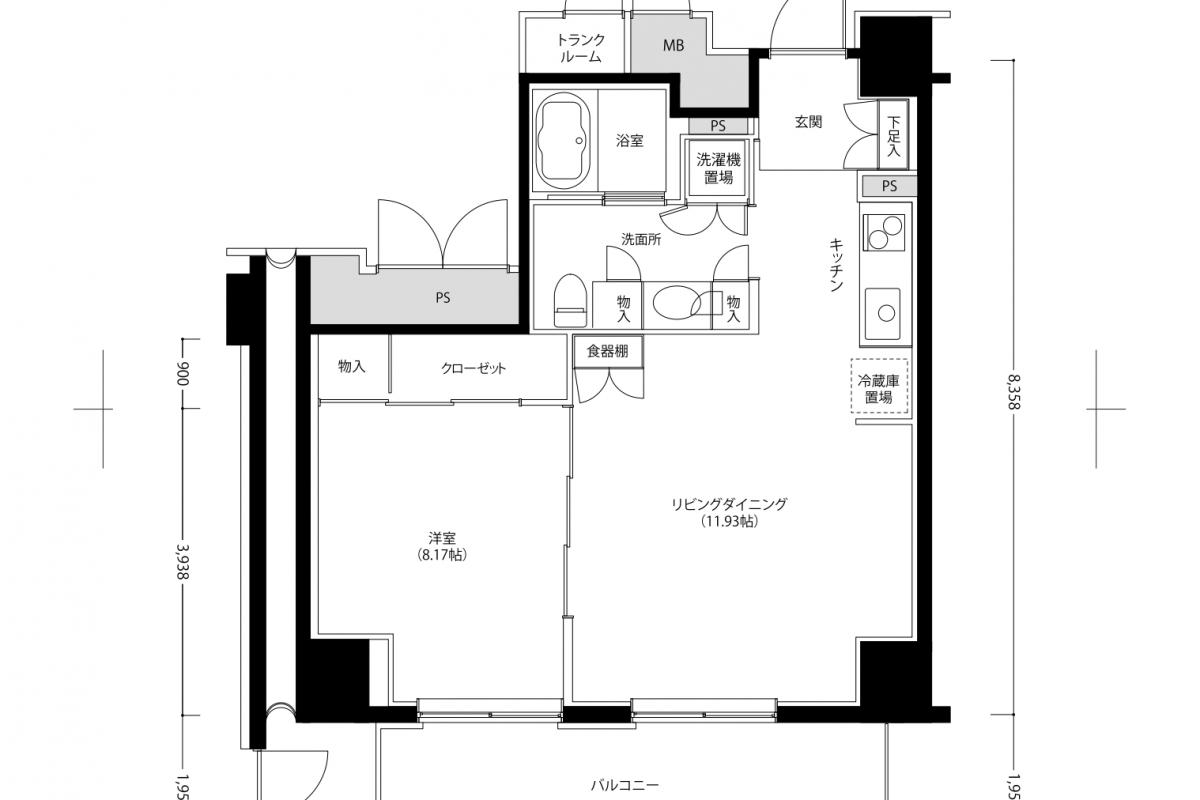 トランク
ルーム
MB
PS
玄関
下足入
浴室
洗濯機
置場
PS
洗面所
キッチン
PS
物入
物入
食器棚
物入
クローゼット
冷蔵庫
置場
900
8,358
リビングダイニング
(11.93帖)
洋室
(8.17帖)
3,938
バルコニー
1,95
1,95